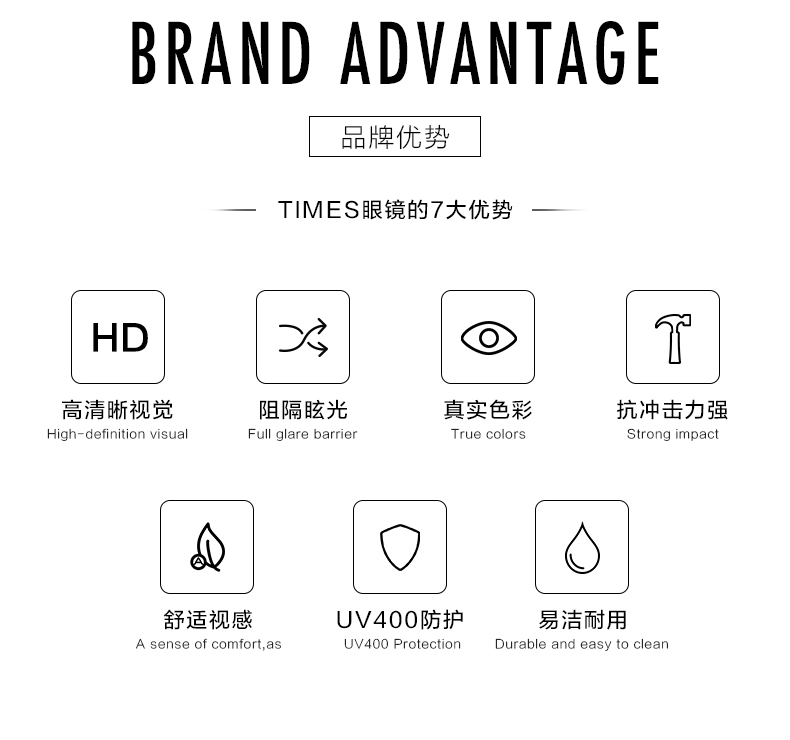 BRAND ADVANTAGE
品牌优势
TIMES眼镜的7大优势
HD
高清晰视觉
High-definition visual
阻隔眩光
Full glare barrier
真实色彩
True colors
抗冲击力强
Strong impact
A
舒适视感
A sense of comfort,as
UV400防护
UV400 Protection
易洁耐用
Durable and easy to clean